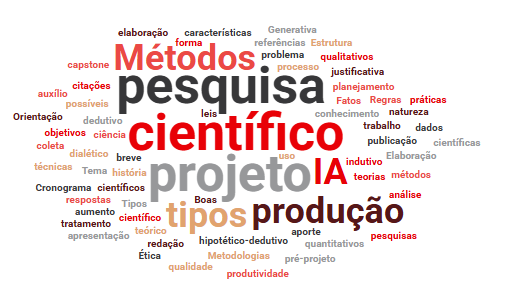 elaboração características Generativa
forma referências Estrutura
Métodos problema qualitativos
capstone processo justificativa
pesquisa
citações planejamento
auxílio Fatos Regras práticas
possíveis
Orientação leis conhecimento natureza
dedutivo científico trabalho dados
objetivos ciência publicação científicas
coleta
dialético breve uso indutivo Elaboração
técnicas Tema história projeto IA teorias métodos
Cronograma científicos análise
respostas Tipos Boas
aumento científico tipos produção
tratamento teórico aporte pesquisas
apresentação redação hipotético-dedutivo quantitativos
Ética Metodologias pré-projeto
qualidade produtividade